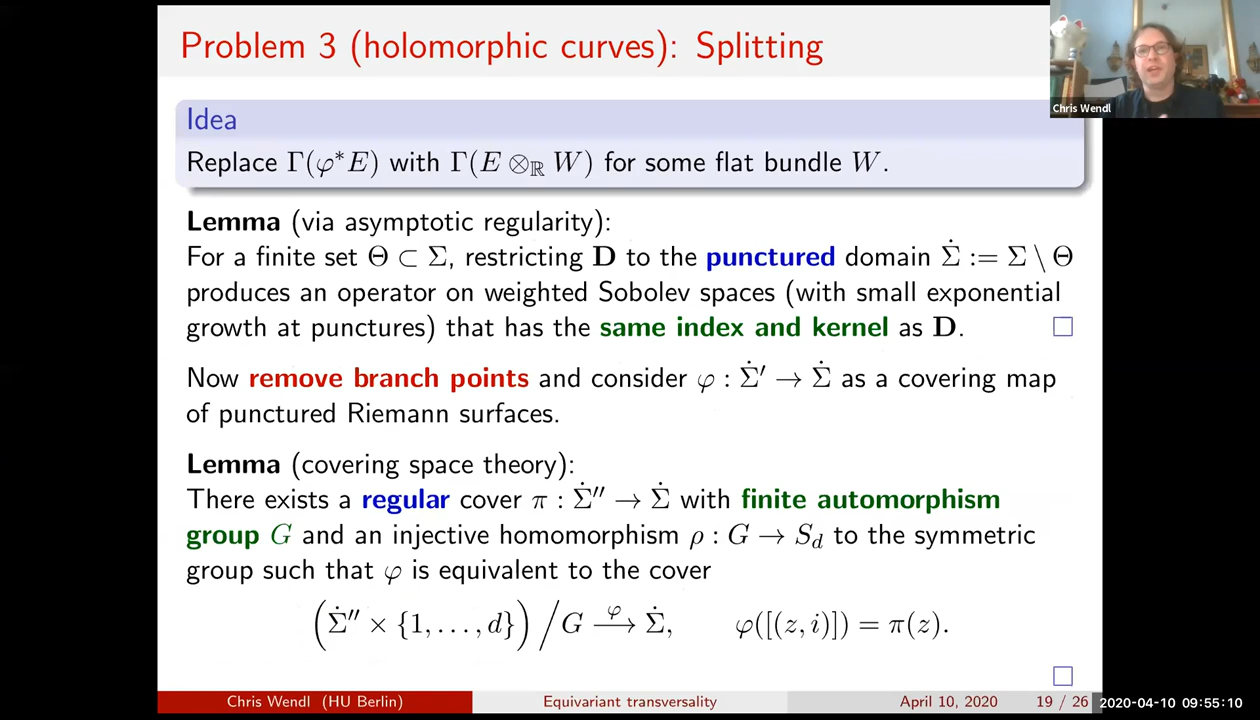 Problem 3 (holomorphic curves): Splitting
Chris Wendl
Idea
Replace Γ(φ*E) with Γ(E ⊗ℝ W) for some flat bundle W.
Lemma (via asymptotic regularity):
For a finite set Θ ⊂ Σ, restricting D to the punctured domain Σ̇ := Σ \ Θ
produces an operator on weighted Sobolev spaces (with small exponential
growth at punctures) that has the same index and kernel as D. □
Now remove branch points and consider φ : Σ̇′ → Σ̇ as a covering map
of punctured Riemann surfaces.
Lemma (covering space theory):
There exists a regular cover π : Σ̇″ → Σ̇ with finite automorphism
group G and an injective homomorphism ρ : G → S_d to the symmetric
group such that φ is equivalent to the cover
(Σ̇″ × {1, . . . , d}) / G —φ→ Σ̇, φ([(z, i)]) = π(z).
□
Chris Wendl (HU Berlin) Equivariant transversality April 10, 2020 19 / 26
2020-04-10 09:55:10